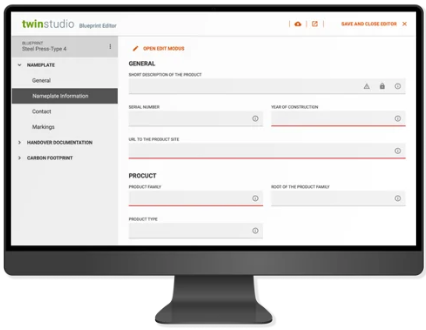 twinstudio Blueprint Editor
SAVE AND CLOSE EDITOR ×
BLUEPRINT
Steel Press-Type 4
NAMEPLATE
General
Nameplate Information
Contact
Markings
HANDOVER DOCUMENTATION
CARBON FOOTPRINT
OPEN EDIT MODUS
GENERAL
SHORT DESCRIPTION OF THE PRODUCT
SERIAL NUMBER
YEAR OF CONSTRUCTION
URL TO THE PRODUCT SITE
PROCUCT
PRODUCT FAMILY
ROOT OF THE PRODUCT FAMILY
PRODUCT TYPE